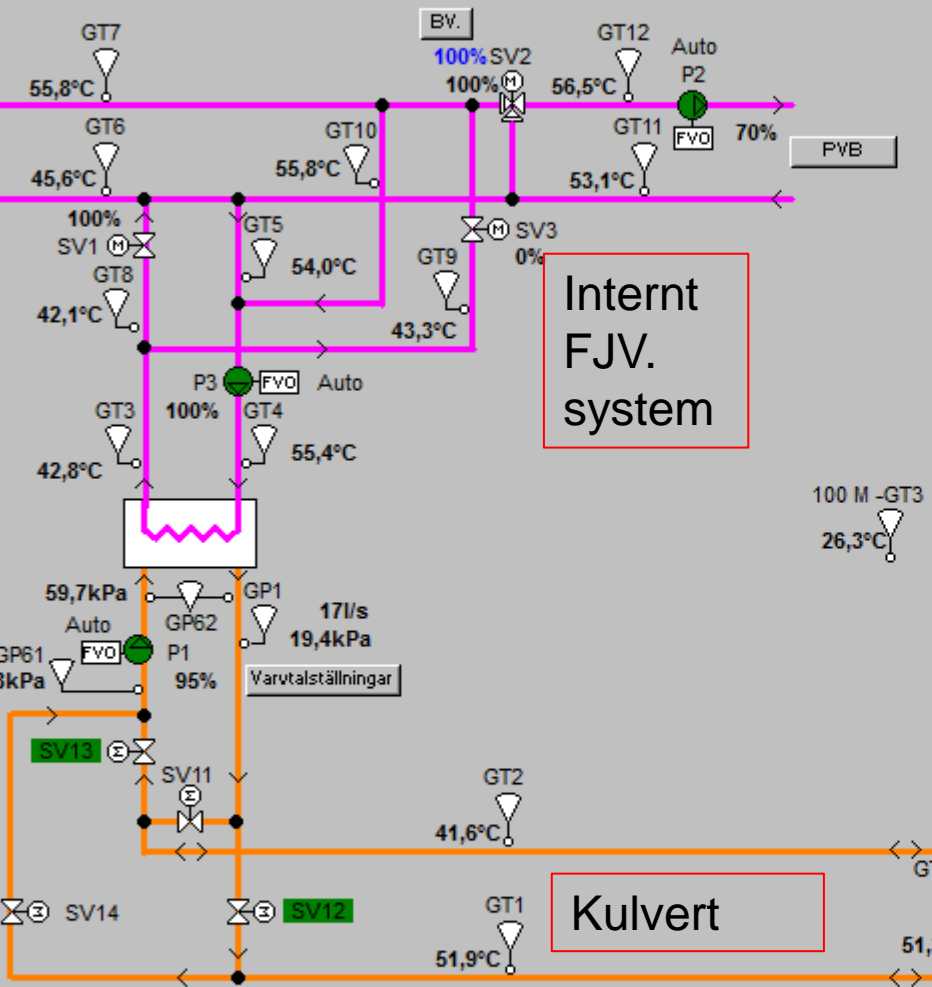 BV.
GT7
GT12
Auto
100% SV2
P2
100% M
55,8°C
56,5°C
GT6
GT10
GT11
FVO
70%
PVB
55,8°C
45,6°C
53,1°C
100%
GT5
SV1 M
M SV3
GT8
54,0°C
GT9
0%
42,1°C
43,3°C
Internt
FJV.
system
P3 FVO Auto
GT3
100%
GT4
55,4°C
42,8°C
100 M -GT3
26,3°C
59,7kPa
GP1
17l/s
Auto
GP62
19,4kPa
GP61
FVO
P1
kPa
95%
Varvtalställningar
SV13 Σ
SV11
Σ
GT2
41,6°C
SV14
SV12
GT1
Kulvert
51,9°C
51,